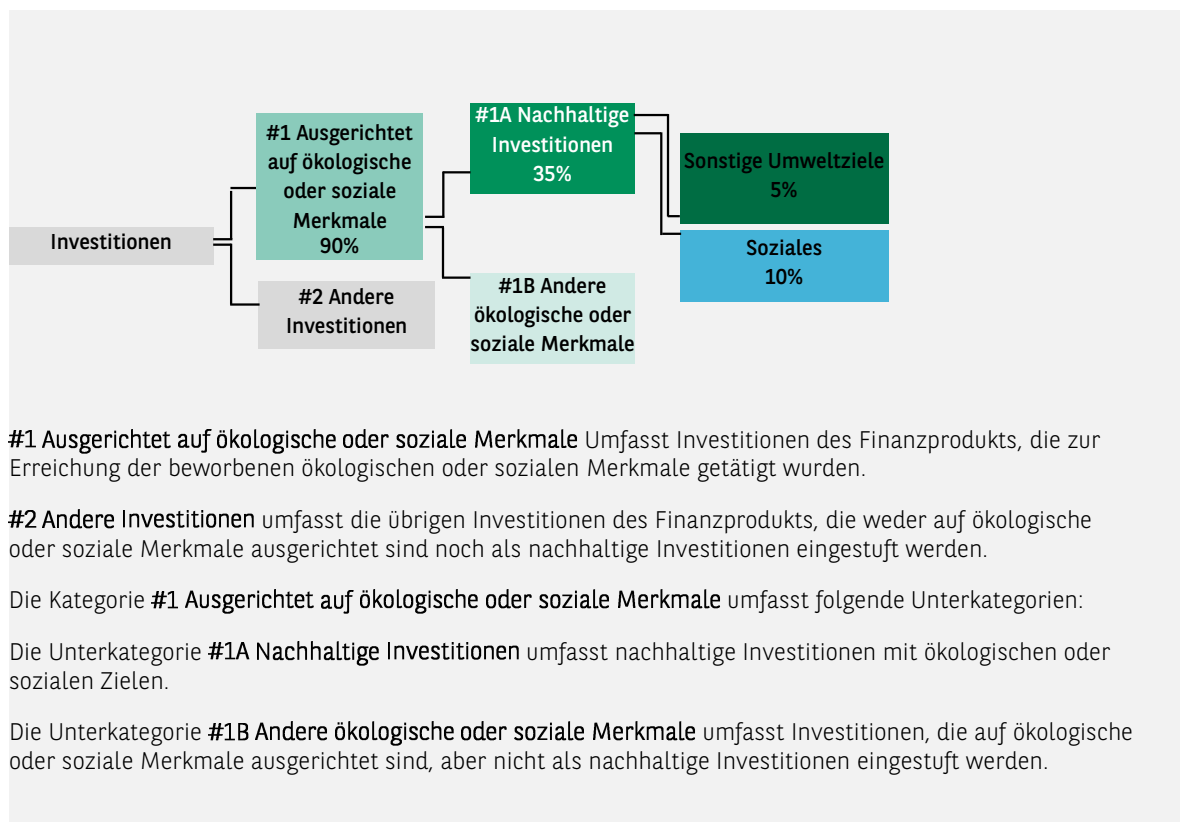 #1 Ausgerichtet
auf ökologische
oder soziale
Merkmale
90%
#1A Nachhaltige
Investitionen
35%
Sonstige Umweltziele
5%
Investitionen
Soziales
10%
#2 Andere
Investitionen
#1B Andere
ökologische oder
soziale Merkmale
#1 Ausgerichtet auf ökologische oder soziale Merkmale Umfasst Investitionen des Finanzprodukts, die zur
Erreichung der beworbenen ökologischen oder sozialen Merkmale getätigt wurden.
#2 Andere Investitionen umfasst die übrigen Investitionen des Finanzprodukts, die weder auf ökologische
oder soziale Merkmale ausgerichtet sind noch als nachhaltige Investitionen eingestuft werden.
Die Kategorie #1 Ausgerichtet auf ökologische oder soziale Merkmale umfasst folgende Unterkategorien:
Die Unterkategorie #1A Nachhaltige Investitionen umfasst nachhaltige Investitionen mit ökologischen oder
sozialen Zielen.
Die Unterkategorie #1B Andere ökologische oder soziale Merkmale umfasst Investitionen, die auf ökologische
oder soziale Merkmale ausgerichtet sind, aber nicht als nachhaltige Investitionen eingestuft werden.